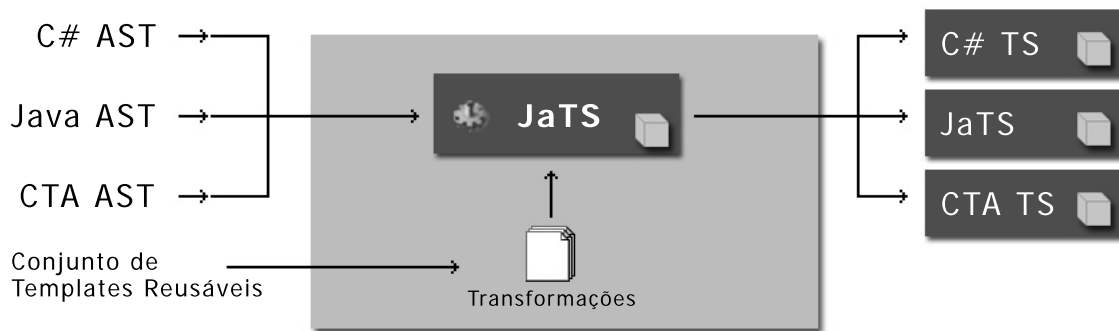 C# AST
Java AST
CTA AST
Conjunto de
Templates Reusáveis
JaTS
Transformações
C# TS
JaTS
CTA TS